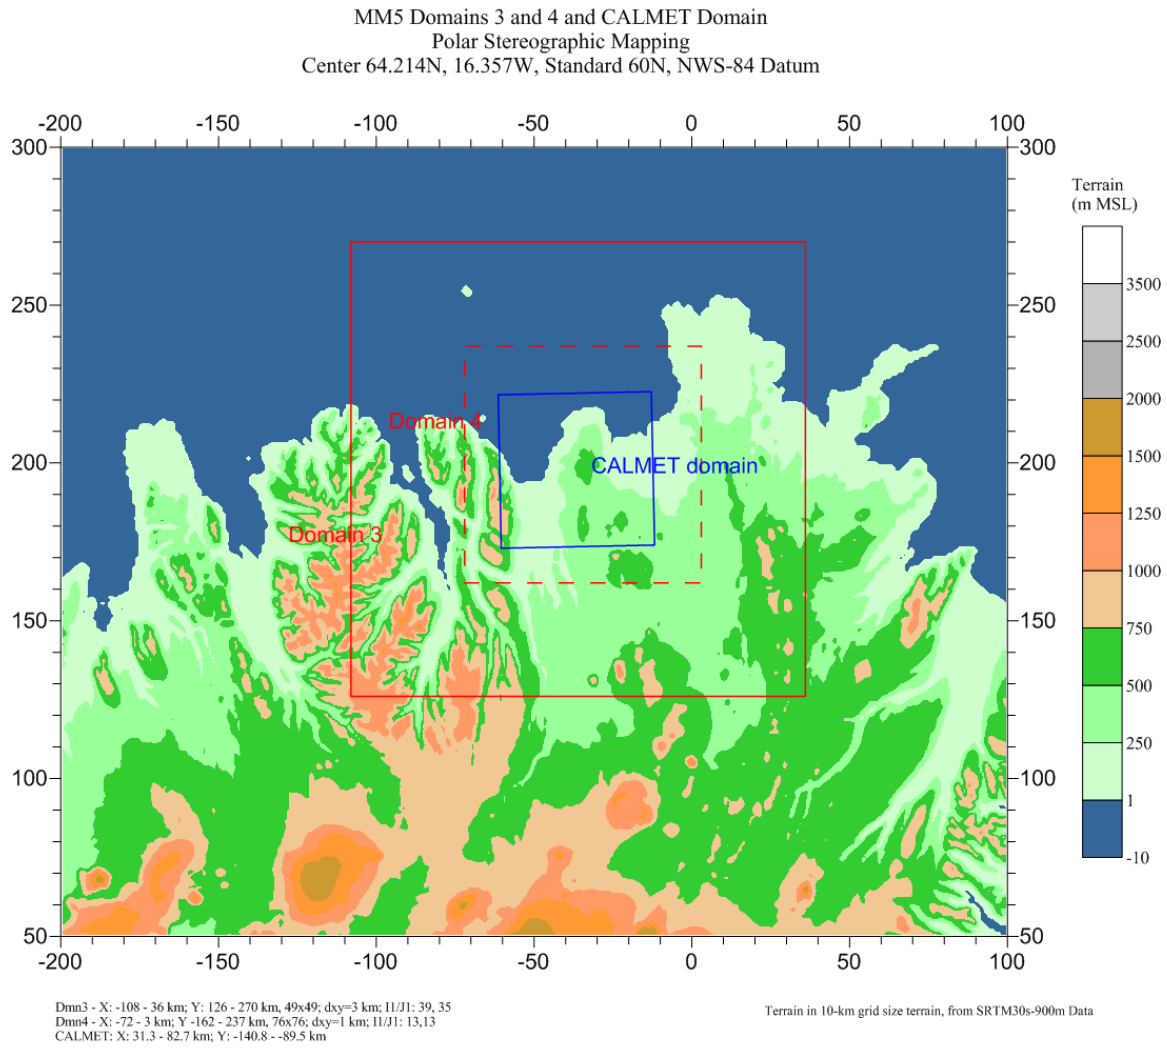 MM5 Domains 3 and 4 and CALMET Domain
Polar Stereographic Mapping
Center 64.214N, 16.357W, Standard 60N, NWS-84 Datum
-200 -150 -100 -50 0 50 100
300 300
250 250
200 200
150 150
100 100
50 50
-200 -150 -100 -50 0 50 100
Domain 4
CALMET domain
Domain 3
Terrain
(m MSL)
3500
2500
2000
1500
1250
1000
750
500
250
1
-10
Dmn3 - X: -108 - 36 km; Y: 126 - 270 km, 49x49; dxy=3 km; I1/J1: 39, 35
Dmn4 - X: -72 - 3 km; Y -162 - 237 km, 76x76; dxy=1 km; I1/J1: 13,13
CALMET: X: 31.3 - 82.7 km; Y: -140.8 - -89.5 km
Terrain in 10-km grid size terrain, from SRTM30s-900m Data